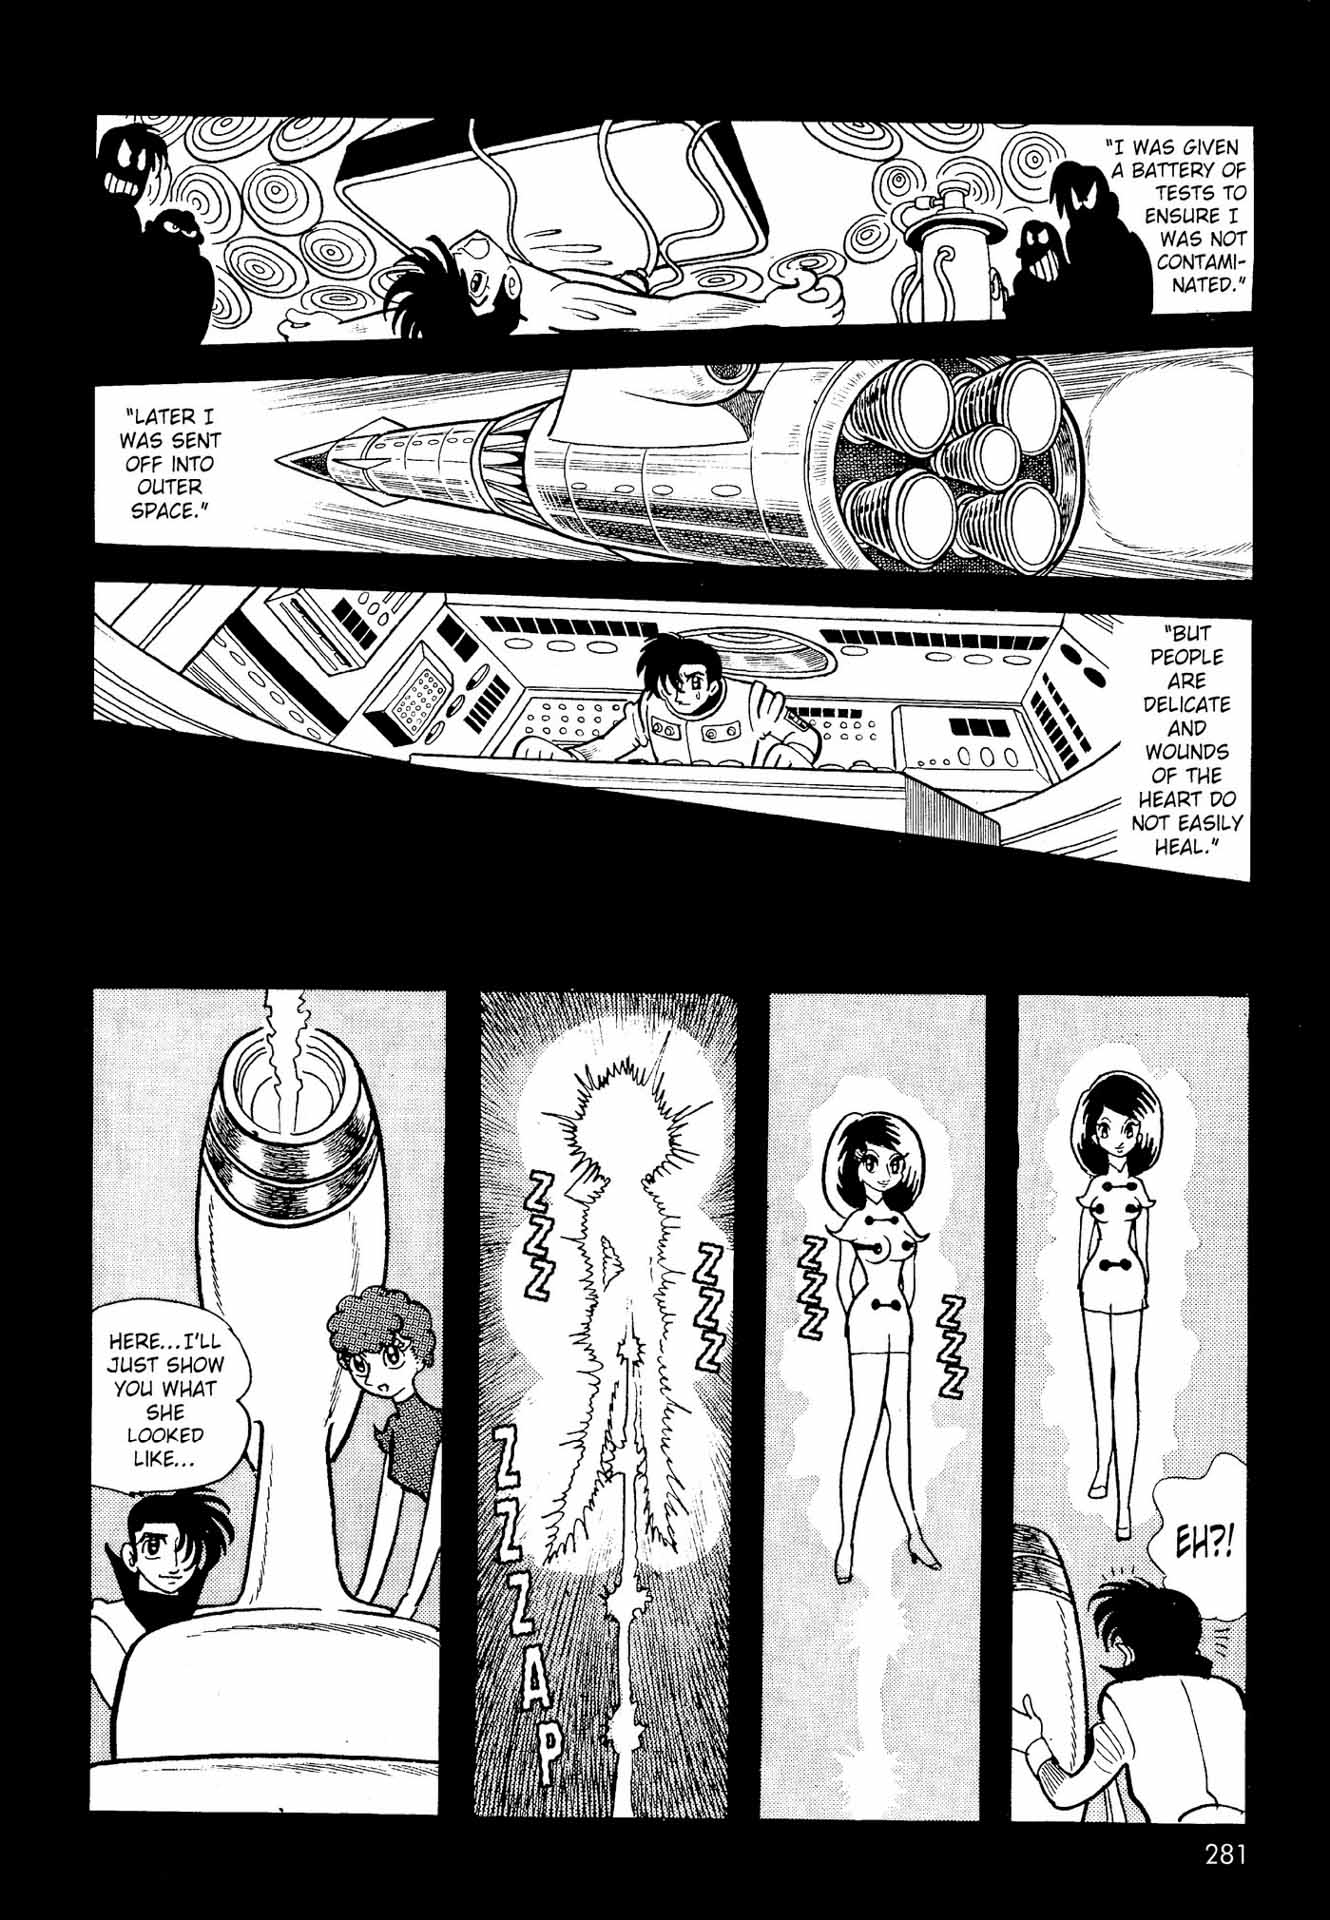 "I WAS GIVEN
A BATTERY OF
TESTS TO
ENSURE I
WAS NOT
CONTAMI-
NATED."
"LATER I
WAS SENT
OFF INTO
OUTER
SPACE."
"BUT
PEOPLE
ARE
DELICATE
AND
WOUNDS
OF THE
HEART DO
NOT EASILY
HEAL."
HERE...I'LL
JUST SHOW
YOU WHAT
SHE
LOOKED
LIKE...
ZZZ
ZZZ
ZZZZAP
ZZZ
ZZZ
EH?!
281